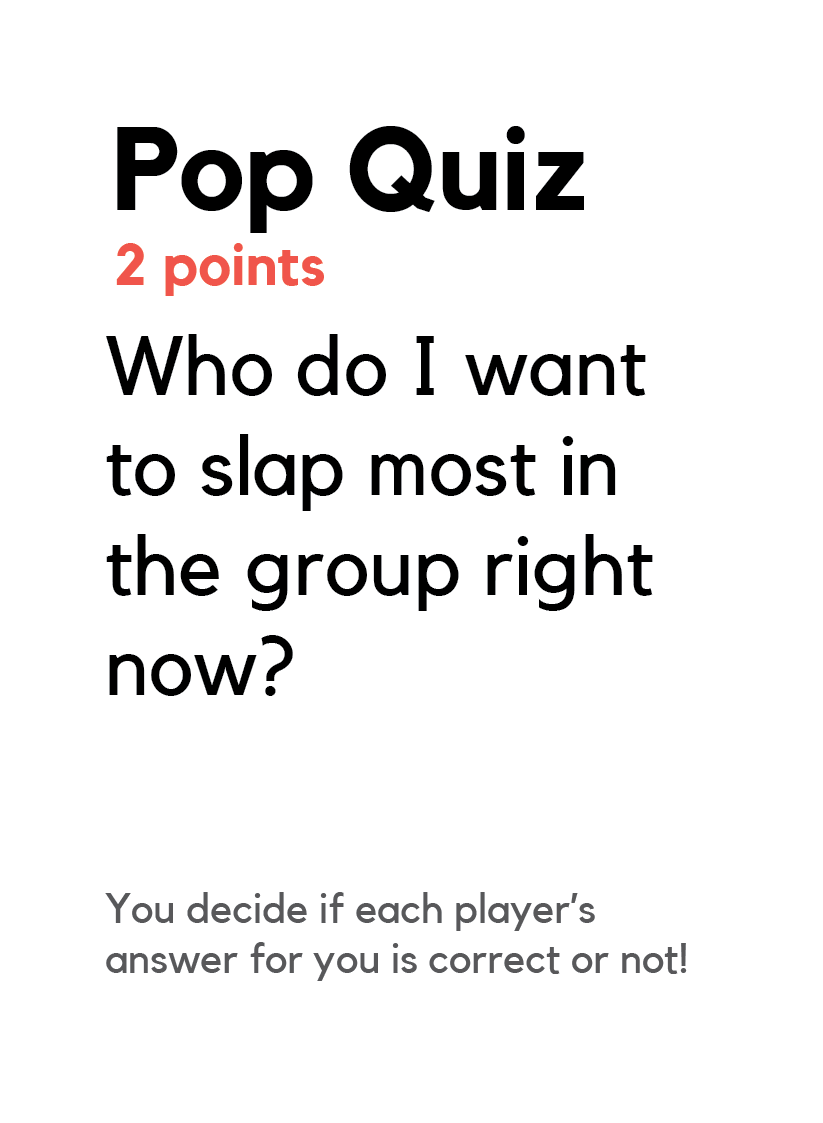 Pop Quiz
2 points
Who do I want
to slap most in
the group right
now?
You decide if each player’s
answer for you is correct or not!